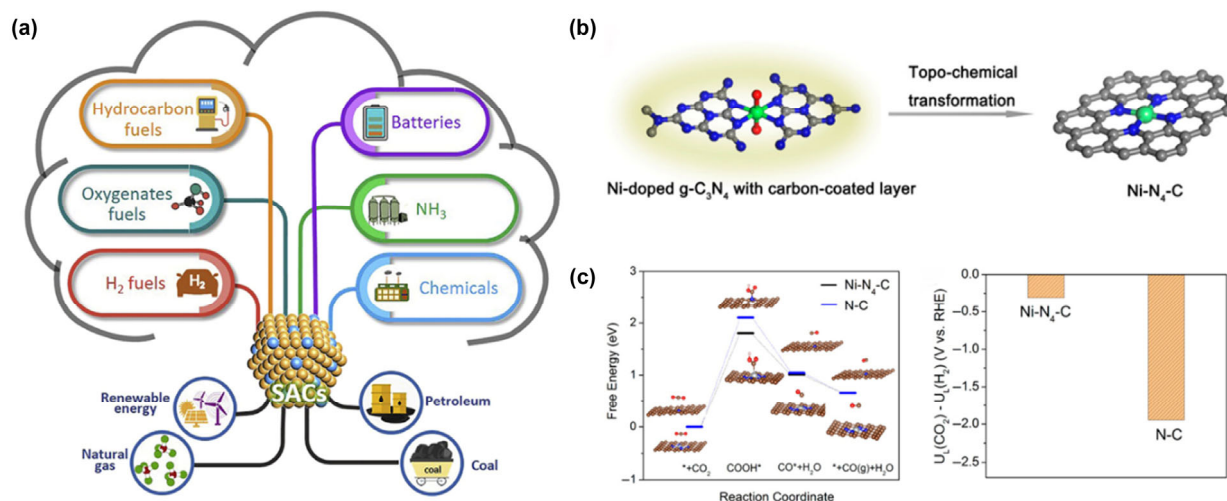 (a)
Hydrocarbon
fuels
Batteries
Oxygenates
fuels
NH₃
H₂ fuels
H₂
Chemicals
SACs
Renewable
energy
Petroleum
Natural
gas
coal
Coal
(b)
Topo-chemical
transformation
Ni-doped g-C₃N₄ with carbon-coated layer
Ni-N₄-C
(c)
Free Energy (eV)
3
2
1
0
–1
Ni-N₄-C
N-C
*+CO₂
COOH*
CO*+H₂O
*+CO(g)+H₂O
Reaction Coordinate
U_L(CO₂) - U_L(H₂) (V vs. RHE)
0.0
–0.5
–1.0
–1.5
–2.0
–2.5
Ni-N₄-C
N-C